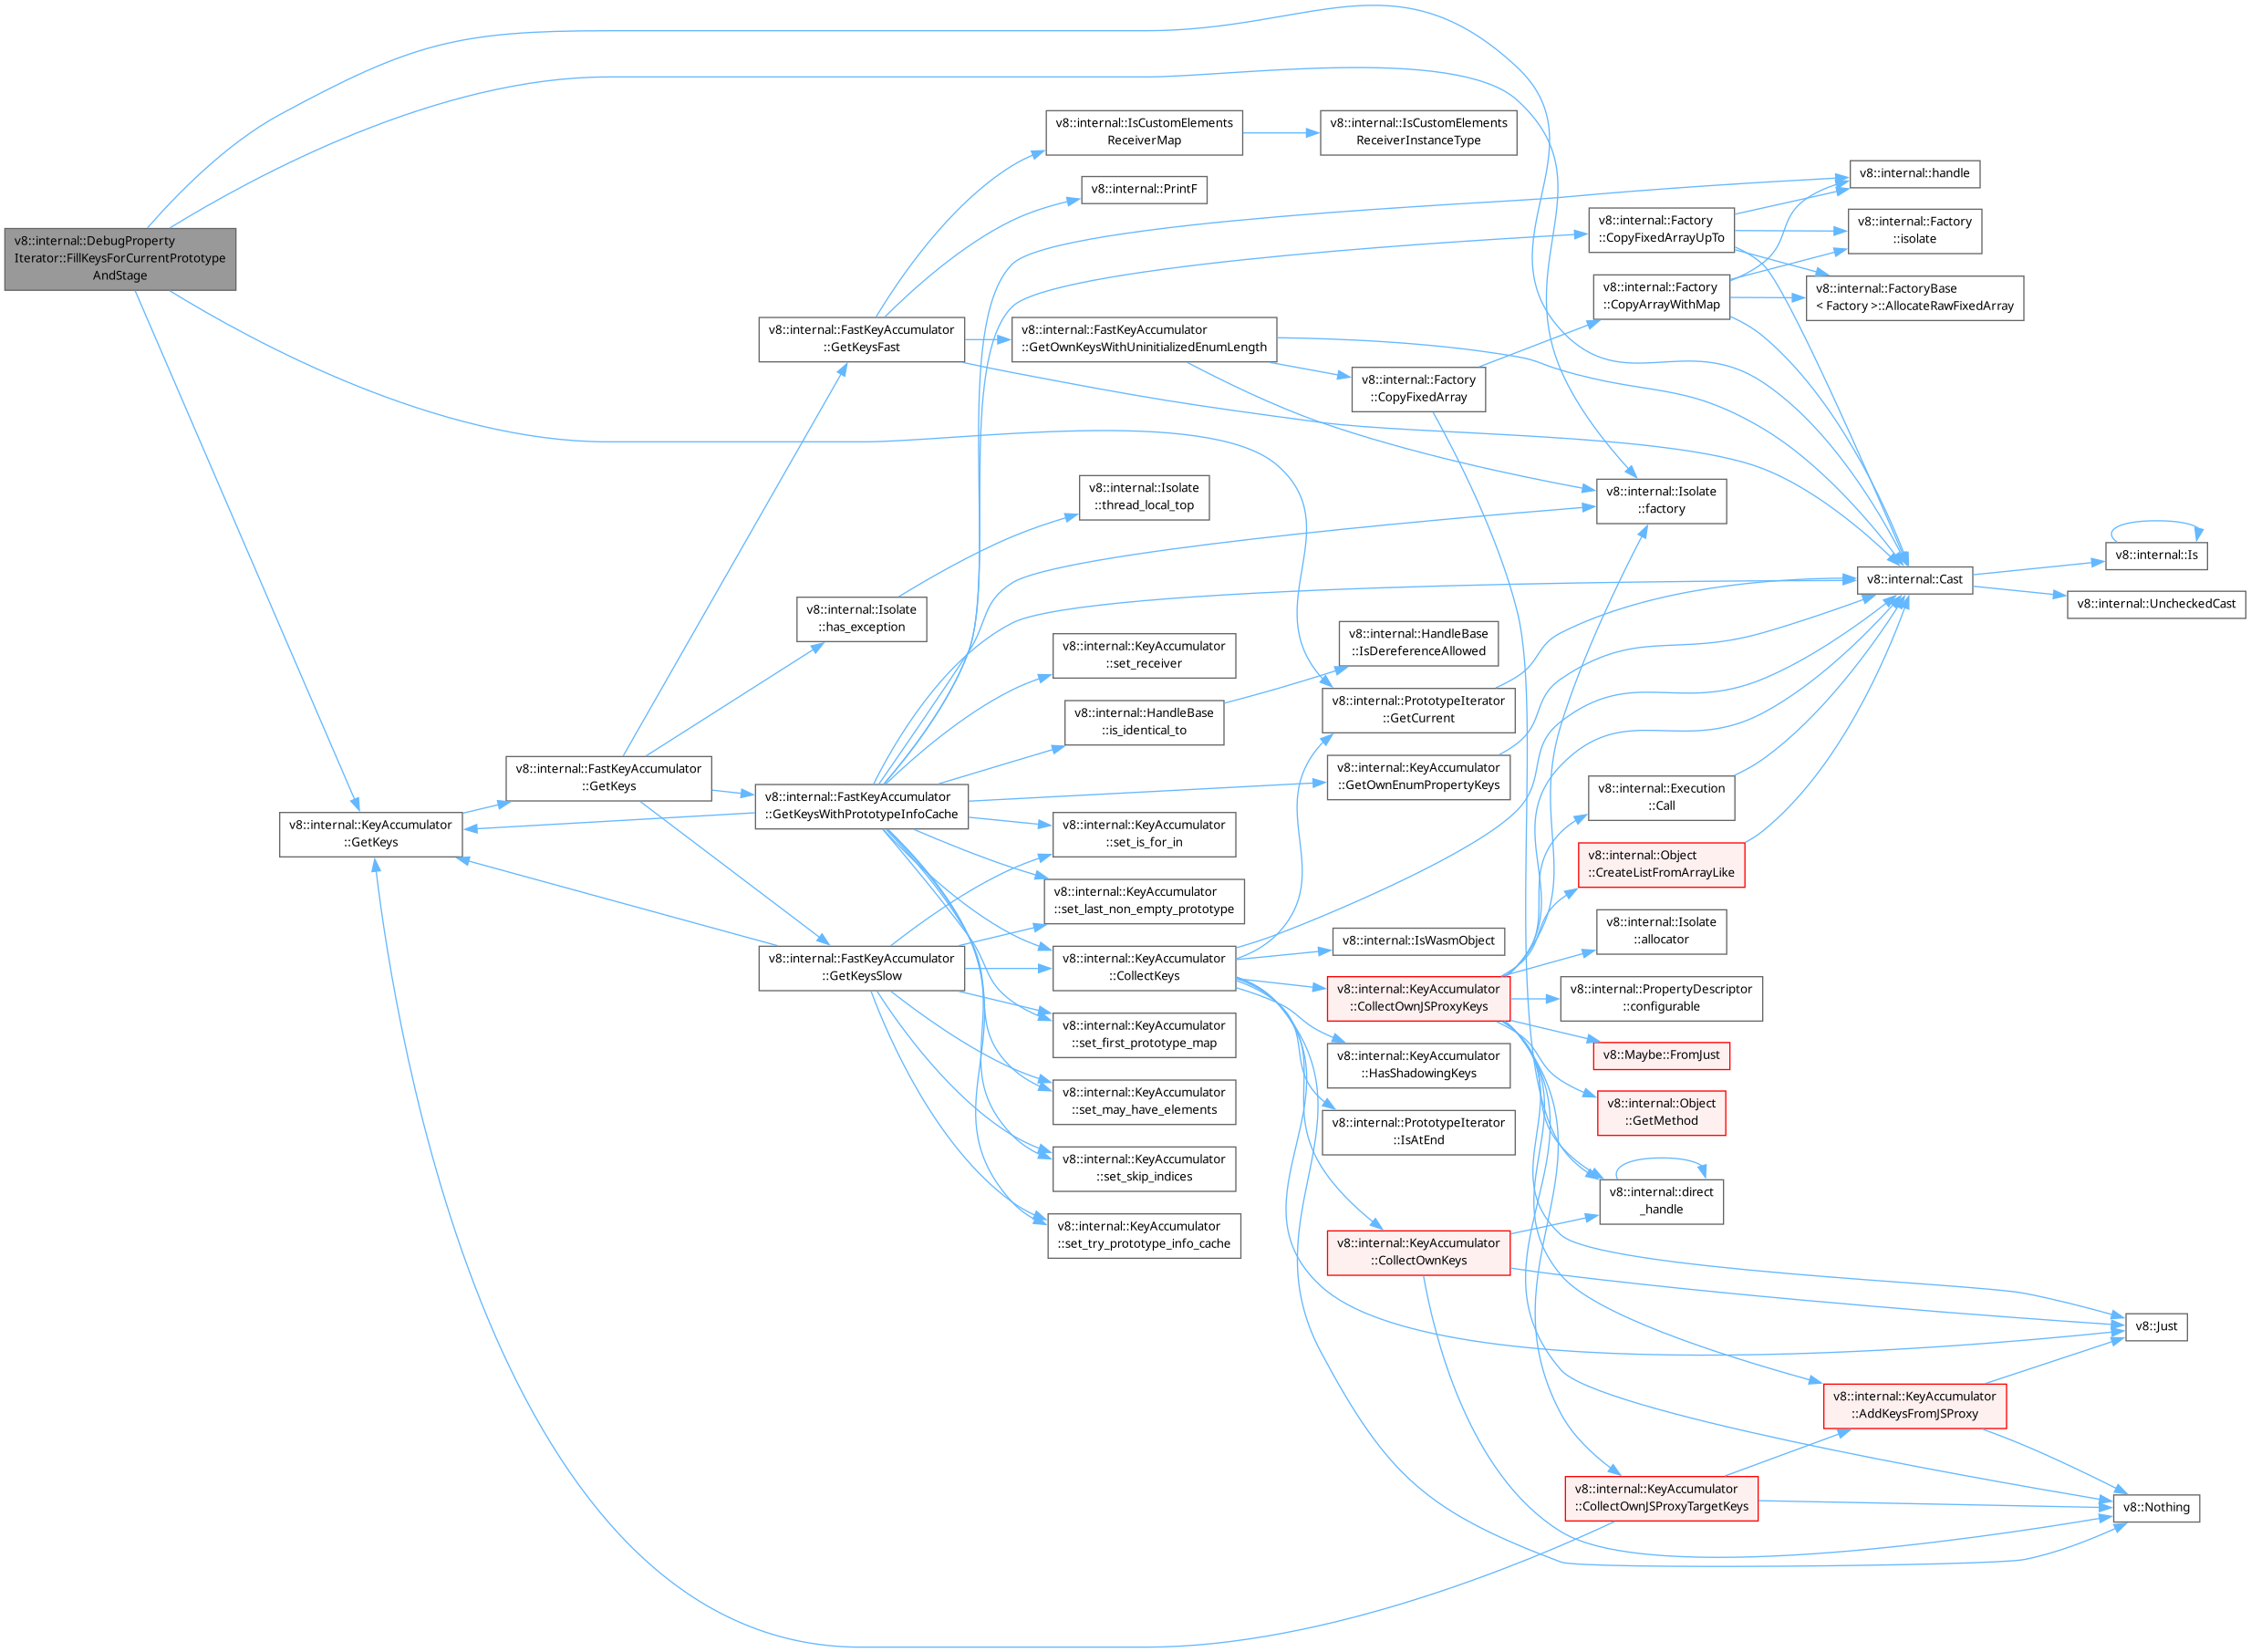 v8::internal::DebugProperty
Iterator::FillKeysForCurrentPrototype
AndStage
v8::internal::KeyAccumulator
::GetKeys
v8::internal::FastKeyAccumulator
::GetKeys
v8::internal::FastKeyAccumulator
::GetKeysFast
v8::internal::Isolate
::has_exception
v8::internal::FastKeyAccumulator
::GetKeysWithPrototypeInfoCache
v8::internal::FastKeyAccumulator
::GetKeysSlow
v8::internal::IsCustomElements
ReceiverMap
v8::internal::PrintF
v8::internal::FastKeyAccumulator
::GetOwnKeysWithUninitializedEnumLength
v8::internal::Isolate
::thread_local_top
v8::internal::KeyAccumulator
::set_receiver
v8::internal::HandleBase
::is_identical_to
v8::internal::KeyAccumulator
::set_is_for_in
v8::internal::KeyAccumulator
::set_last_non_empty_prototype
v8::internal::KeyAccumulator
::CollectKeys
v8::internal::KeyAccumulator
::set_first_prototype_map
v8::internal::KeyAccumulator
::set_may_have_elements
v8::internal::KeyAccumulator
::set_skip_indices
v8::internal::KeyAccumulator
::set_try_prototype_info_cache
v8::internal::IsCustomElements
ReceiverInstanceType
v8::internal::Factory
::CopyFixedArray
v8::internal::HandleBase
::IsDereferenceAllowed
v8::internal::PrototypeIterator
::GetCurrent
v8::internal::KeyAccumulator
::GetOwnEnumPropertyKeys
v8::internal::IsWasmObject
v8::internal::KeyAccumulator
::CollectOwnJSProxyKeys
v8::internal::KeyAccumulator
::HasShadowingKeys
v8::internal::PrototypeIterator
::IsAtEnd
v8::internal::KeyAccumulator
::CollectOwnKeys
v8::internal::Factory
::CopyFixedArrayUpTo
v8::internal::Factory
::CopyArrayWithMap
v8::internal::Isolate
::factory
v8::internal::Execution
::Call
v8::internal::Object
::CreateListFromArrayLike
v8::internal::Isolate
::allocator
v8::internal::PropertyDescriptor
::configurable
v8::Maybe::FromJust
v8::internal::Object
::GetMethod
v8::internal::direct
_handle
v8::internal::KeyAccumulator
::CollectOwnJSProxyTargetKeys
v8::internal::handle
v8::internal::Factory
::isolate
v8::internal::FactoryBase
< Factory >::AllocateRawFixedArray
v8::internal::Cast
v8::internal::KeyAccumulator
::AddKeysFromJSProxy
v8::internal::Is
v8::internal::UncheckedCast
v8::Just
v8::Nothing